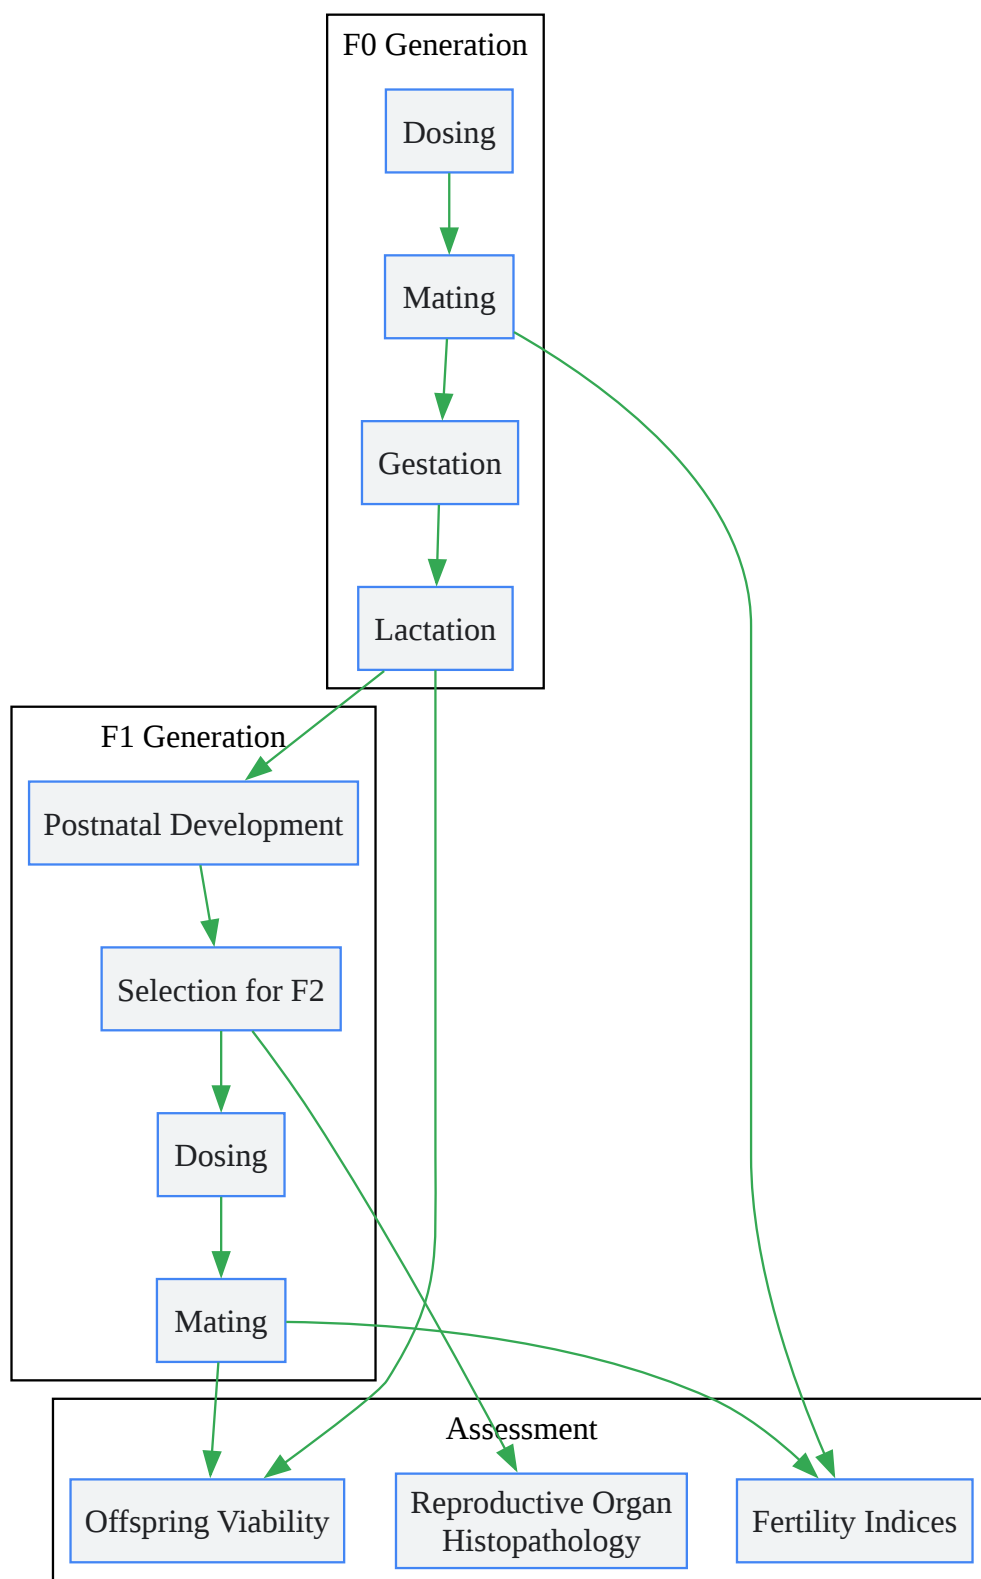 F0 Generation
Dosing
Mating
Gestation
Lactation
F1 Generation
Postnatal Development
Selection for F2
Dosing
Mating
Assessment
Offspring Viability
Reproductive Organ
Histopathology
Fertility Indices